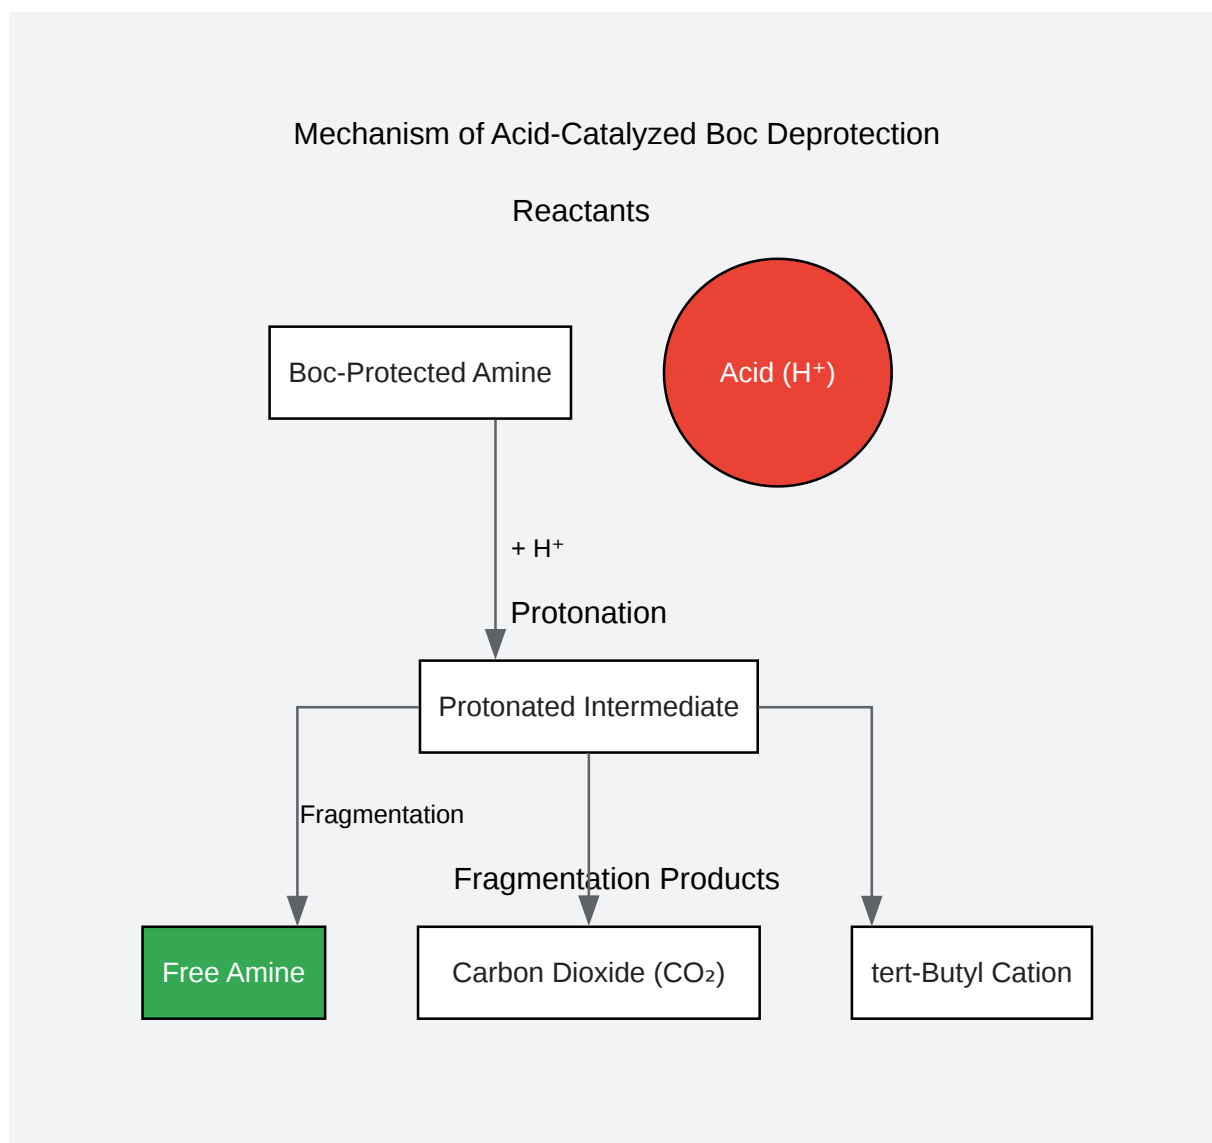 Mechanism of Acid-Catalyzed Boc Deprotection
Reactants
Boc-Protected Amine
Acid (H⁺)
+ H⁺
Protonation
Protonated Intermediate
Fragmentation
Fragmentation Products
Free Amine
Carbon Dioxide (CO₂)
tert-Butyl Cation